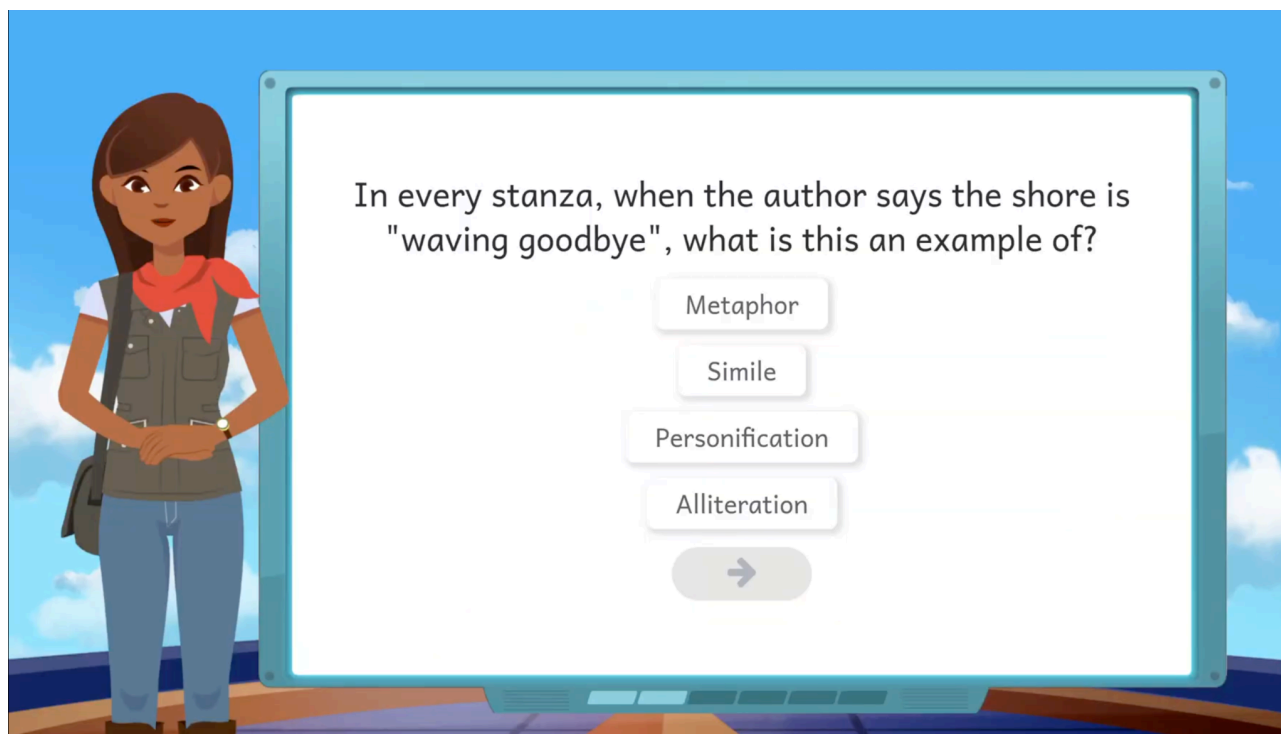 In every stanza, when the author says the shore is
"waving goodbye", what is this an example of?
Metaphor
Simile
Personification
Alliteration